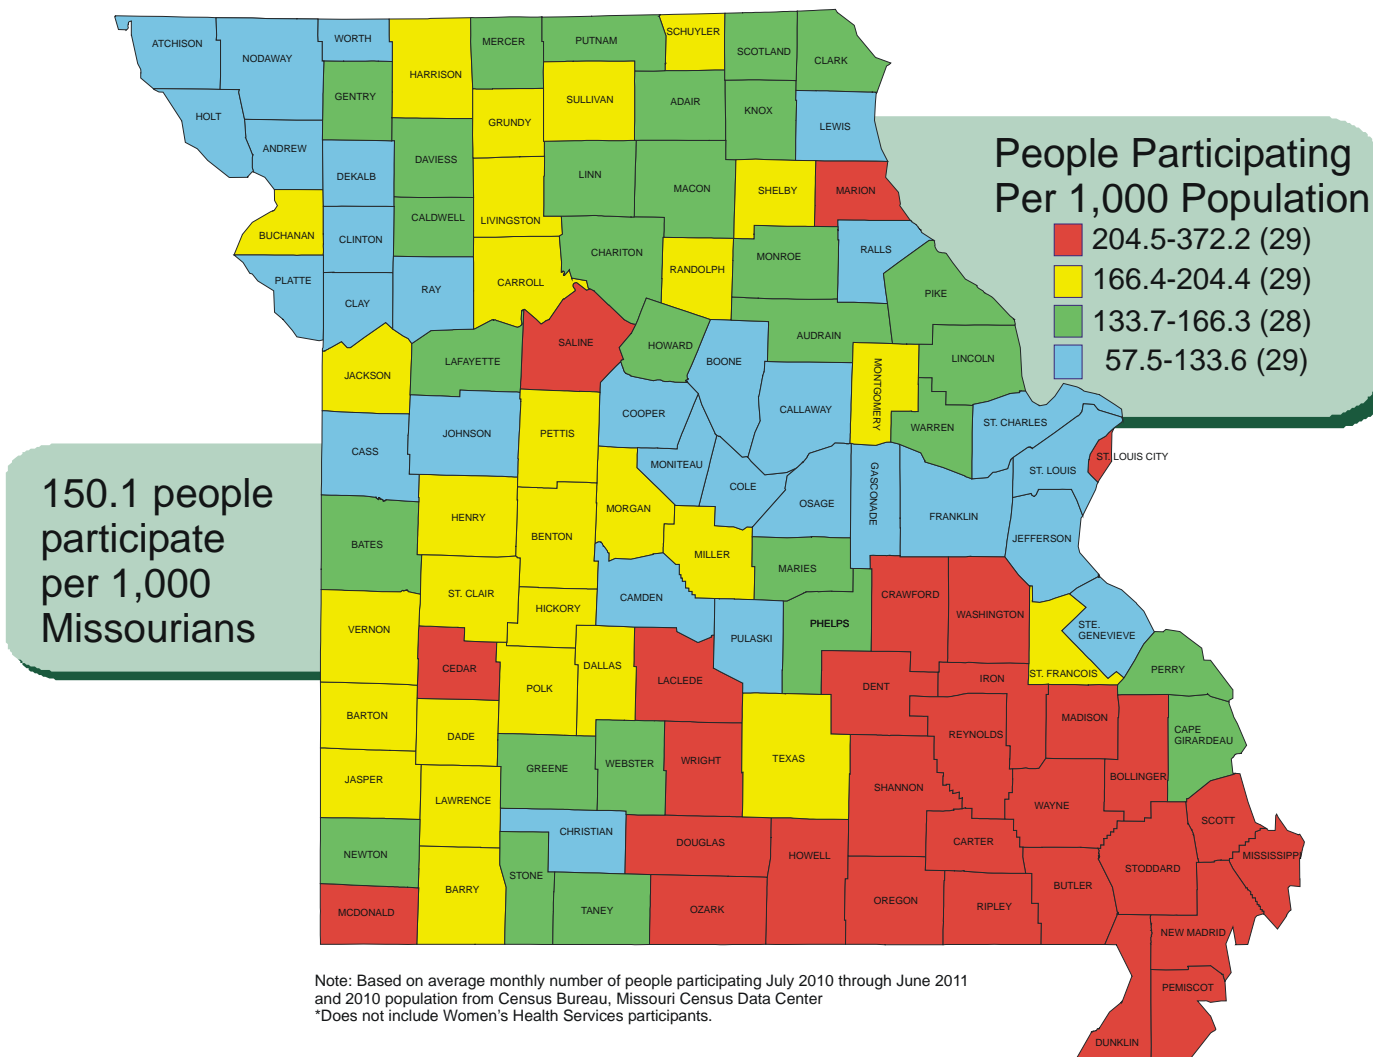 ATCHISON
NODAWAY
WORTH
HARRISON
MERCER
PUTNAM
SCHUYLER
SCOTLAND
CLARK
HOLT
GENTRY
GRUNDY
SULLIVAN
ADAIR
KNOX
LEWIS
ANDREW
DEKALB
DAVIESS
LIVINGSTON
LINN
MACON
SHELBY
MARION
BUCHANAN
CLINTON
CALDWELL
CARROLL
CHARITON
RANDOLPH
MONROE
RALLS
PLATTE
CLAY
RAY
SALINE
HOWARD
BOONE
AUDRAIN
PIKE
JACKSON
LAFAYETTE
COOPER
CALLAWAY
MONTGOMERY
LINCOLN
WARREN
ST. CHARLES
CASS
JOHNSON
PETTIS
MONITEAU
COLE
OSAGE
GASCONADE
FRANKLIN
ST. LOUIS
ST. LOUIS CITY
JEFFERSON
BATES
HENRY
BENTON
MORGAN
MILLER
MARIES
CAMDEN
PULASKI
PHELPS
CRAWFORD
WASHINGTON
STE.
GENEVIEVE
ST. FRANCOIS
PERRY
VERNON
ST. CLAIR
HICKORY
CEDAR
POLK
DALLAS
LACLEDE
DENT
IRON
MADISON
CAPE
GIRARDEAU
BARTON
DADE
GREENE
WEBSTER
WRIGHT
TEXAS
SHANNON
REYNOLDS
WAYNE
BOLLINGER
JASPER
LAWRENCE
CHRISTIAN
DOUGLAS
HOWELL
CARTER
STODDARD
SCOTT
MISSISSIPPI
NEWTON
BARRY
STONE
TANEY
OZARK
OREGON
RIPLEY
BUTLER
MCDONALD
NEW MADRID
PEMISCOT
DUNKLIN
People Participating
Per 1,000 Population
204.5-372.2 (29)
166.4-204.4 (29)
133.7-166.3 (28)
57.5-133.6 (29)
150.1 people
participate
per 1,000
Missourians
Note: Based on average monthly number of people participating July 2010 through June 2011
and 2010 population from Census Bureau, Missouri Census Data Center
*Does not include Women's Health Services participants.